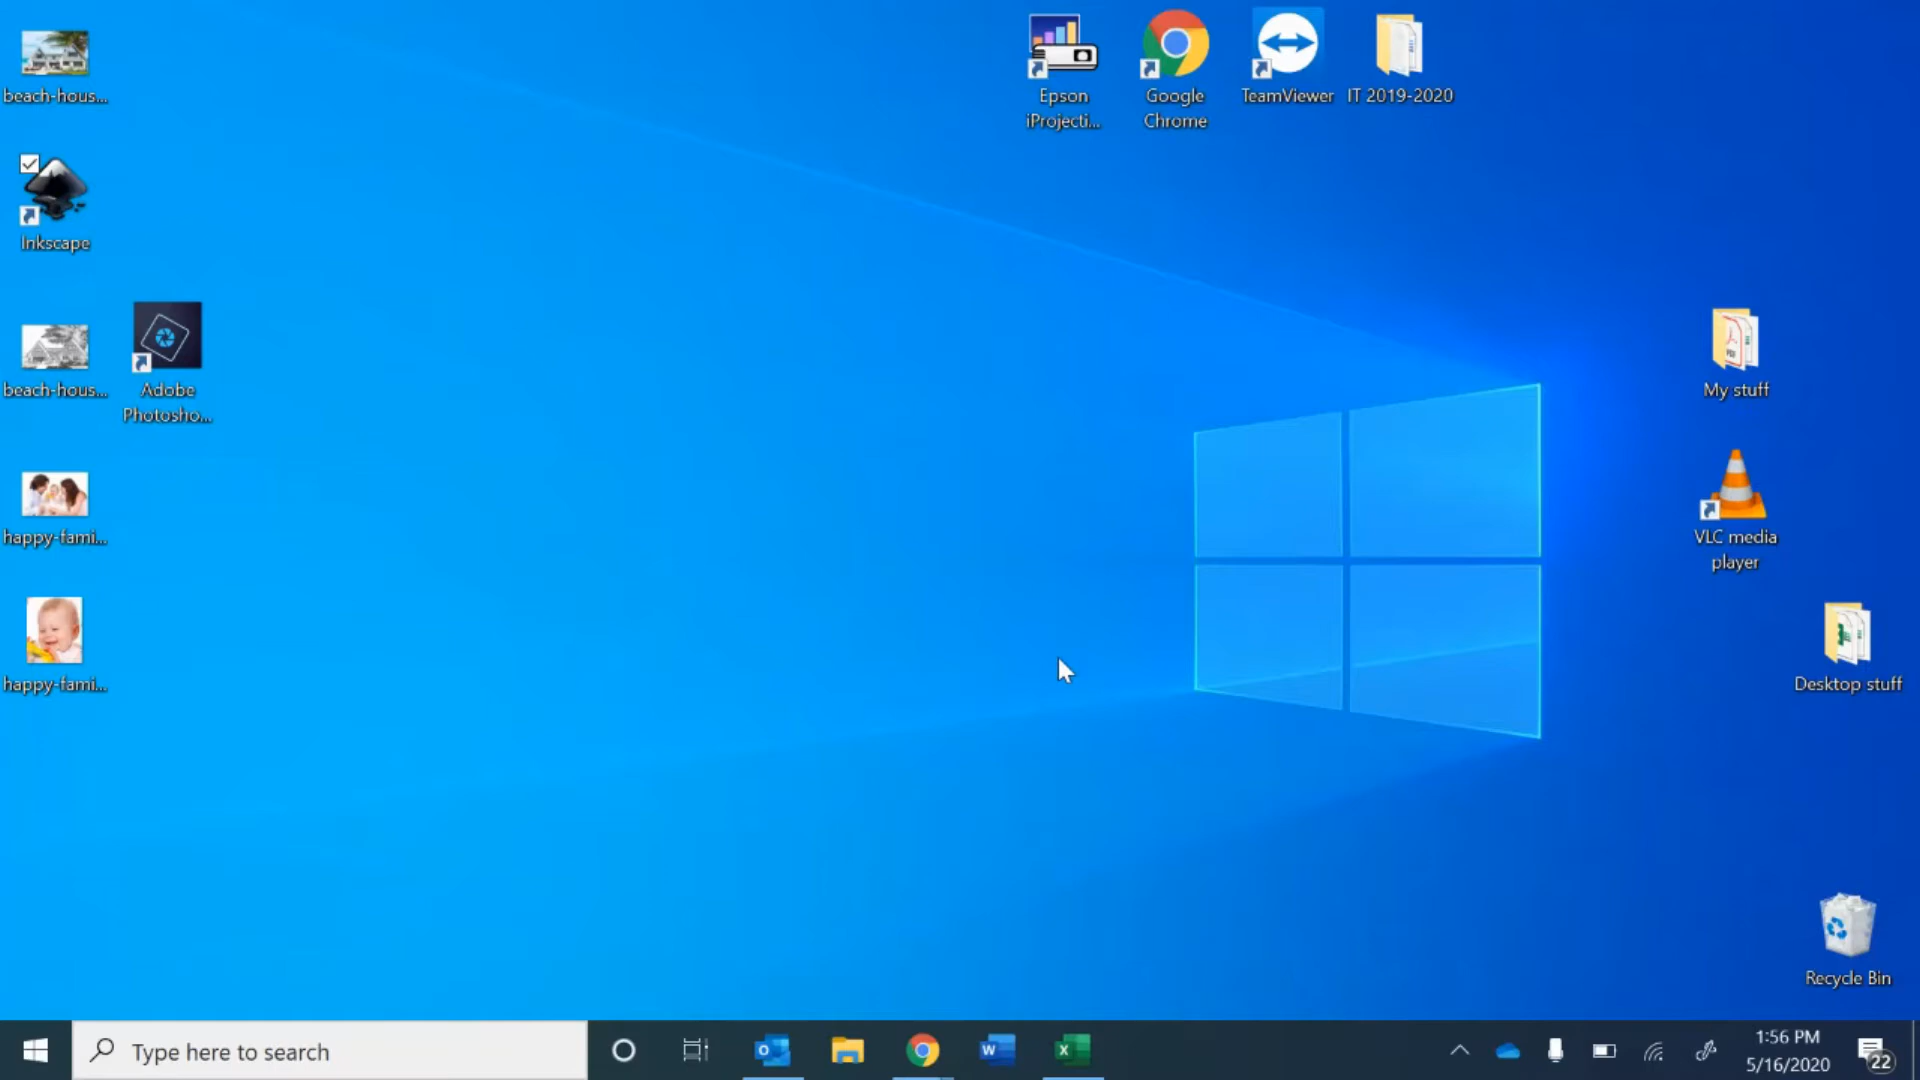 beach-hous...
Inkscape
beach-hous...
Adobe
Photosho...
happy-fami...
happy-fami...
Epson
iProjecti...
Google
Chrome
TeamViewer
IT 2019-2020
My stuff
PDF
VLC media
player
Desktop stuff
Recycle Bin
Type here to search
O
W
X
1:56 PM
5/16/2020
22